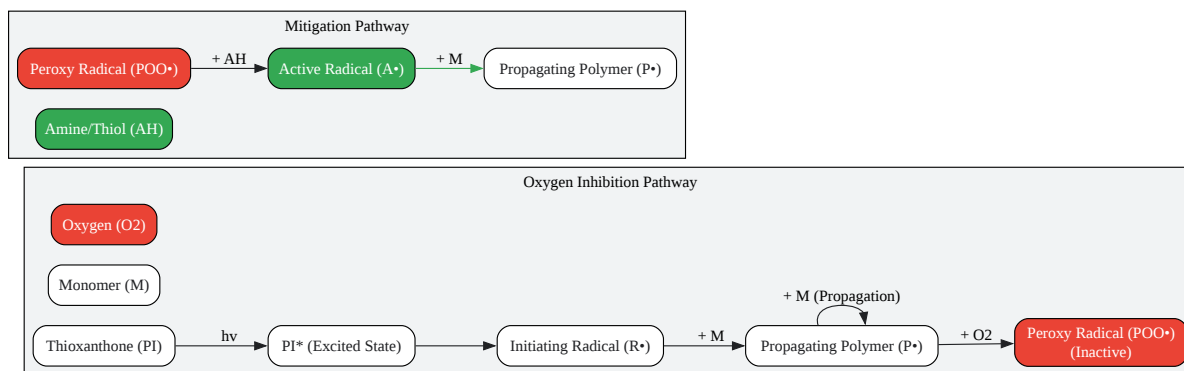 Mitigation Pathway
Peroxy Radical (POO•)
+ AH
Active Radical (A•)
+ M
Propagating Polymer (P•)
Amine/Thiol (AH)
Oxygen Inhibition Pathway
Oxygen (O2)
Monomer (M)
Thioxanthone (PI)
hν
PI* (Excited State)
Initiating Radical (R•)
+ M
Propagating Polymer (P•)
+ M (Propagation)
+ O2
Peroxy Radical (POO•)
(Inactive)